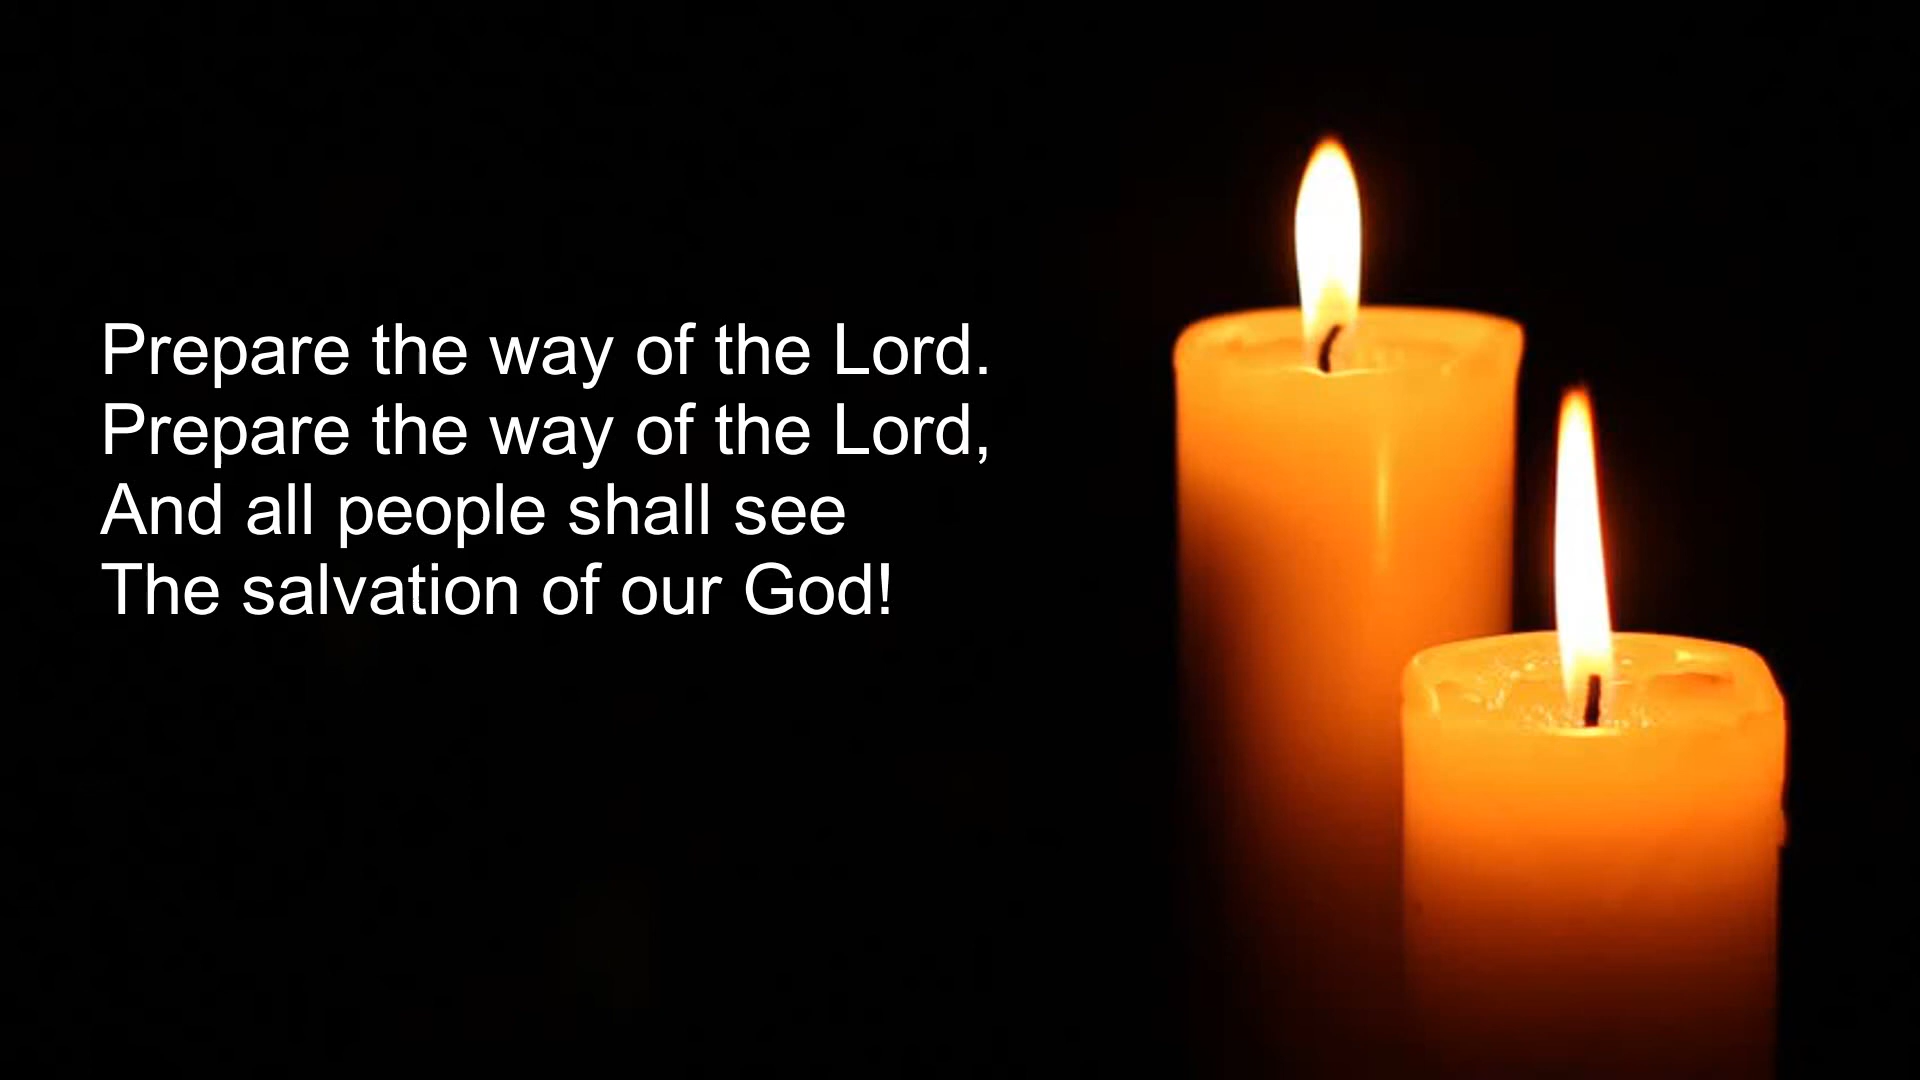 Prepare the way of the Lord.
Prepare the way of the Lord,
And all people shall see
The salvation of our God!